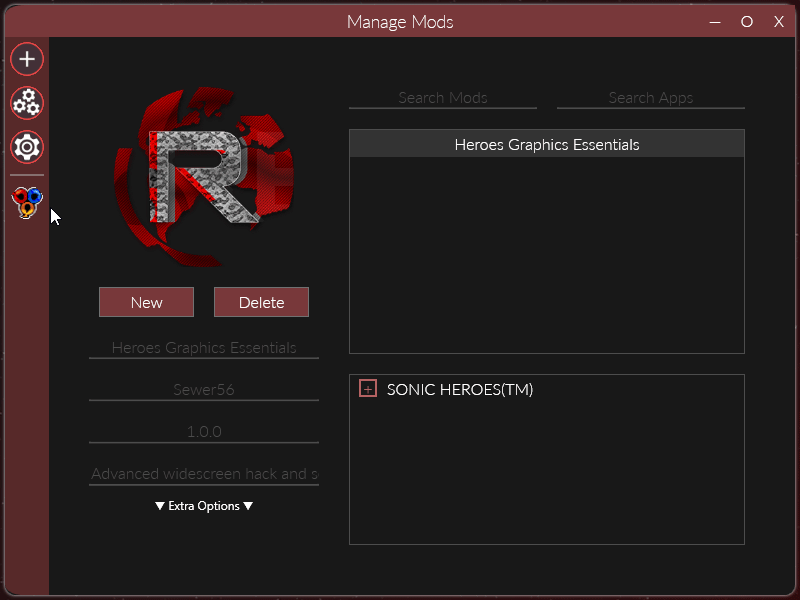 Manage Mods
Search Mods
Search Apps
Heroes Graphics Essentials
R
New
Delete
Heroes Graphics Essentials
Sewer56
1.0.0
Advanced widescreen hack and s
▼ Extra Options ▼
SONIC HEROES(TM)